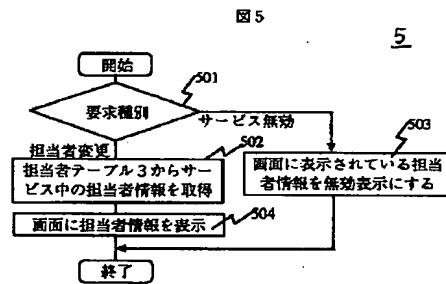 図5
5
開始
501
要求種別
サービス無効
担当者変更
502
503
担当者テーブル3からサー
ビス中の担当者情報を取得
画面に表示されている担当
者情報を無効表示にする
504
画面に担当者情報を表示
終了